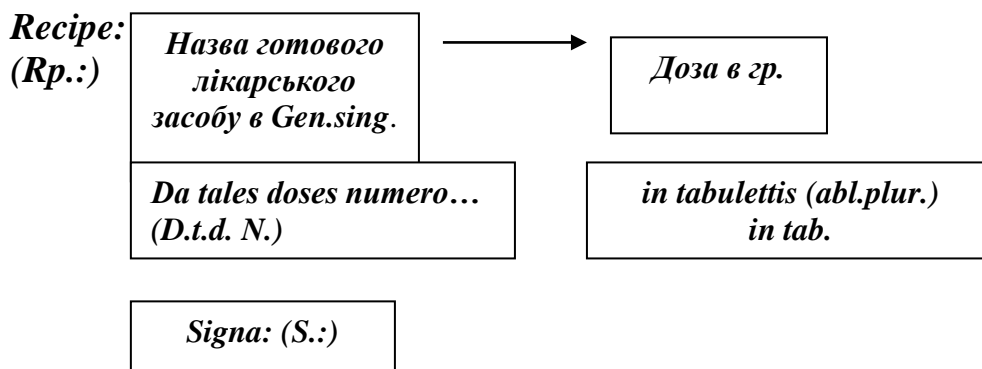 Recipe:
(Rp.:)
Назва готового
лікарського
засобу в Gen.sing.
Доза в гр.
Da tales doses numero…
(D.t.d. N.)
in tabulettis (abl.plur.)
in tab.
Signa: (S.:)